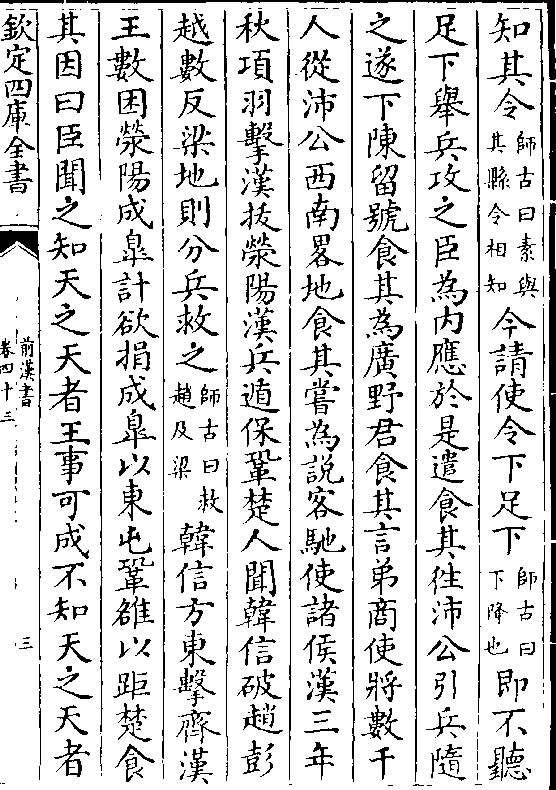 知其令師古曰素與其縣令相知今請使令下足下師古曰下降也即不聽
足下舉兵攻之臣為内應於是遣食其往沛公引兵隨
之遂下陳留號食其為廣野君食其言弟商使將數千
人從沛公西南畧地食其嘗為說客馳使諸侯漢三年
秋項羽擊漢拔滎陽漢兵遁保鞏楚人聞韓信破趙彭
越數反梁地則分兵救之師古曰救趙及梁韓信方東擊齊漢
王數困滎陽成臯計欲捐成臯以東屯鞏雒以距楚食
其因曰臣聞之知天之天者王事可成不知天之天者
欽定四庫全書
前漢書
卷四十三
三